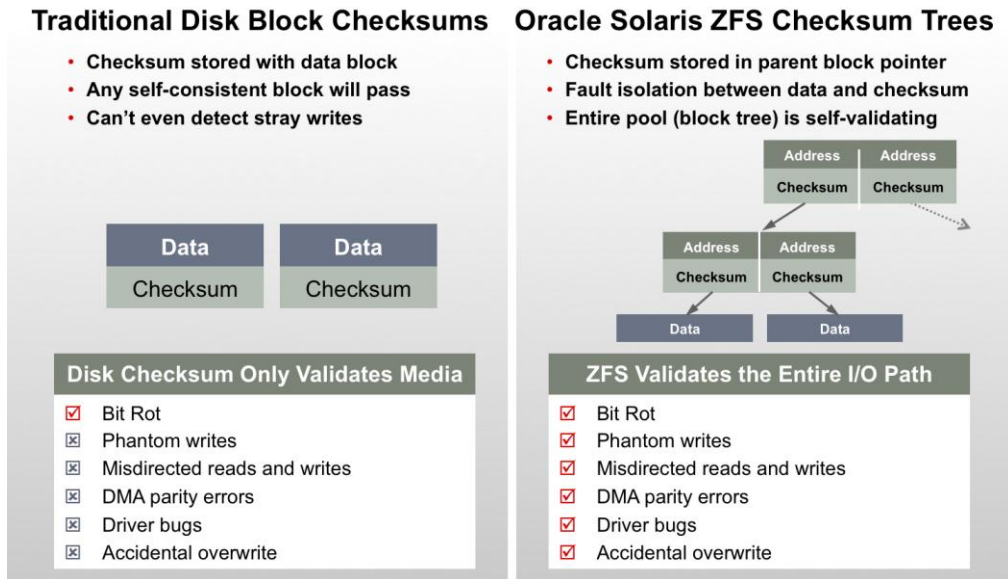 Traditional Disk Block Checksums
• Checksum stored with data block
• Any self-consistent block will pass
• Can't even detect stray writes
Data
Data
Checksum
Checksum
Disk Checksum Only Validates Media
Bit Rot
Phantom writes
Misdirected reads and writes
DMA parity errors
Driver bugs
Accidental overwrite
Oracle Solaris ZFS Checksum Trees
• Checksum stored in parent block pointer
• Fault isolation between data and checksum
• Entire pool (block tree) is self-validating
Address
Address
Checksum
Checksum
Address
Address
Checksum
Checksum
Data
Data
ZFS Validates the Entire I/O Path
Bit Rot
Phantom writes
Misdirected reads and writes
DMA parity errors
Driver bugs
Accidental overwrite